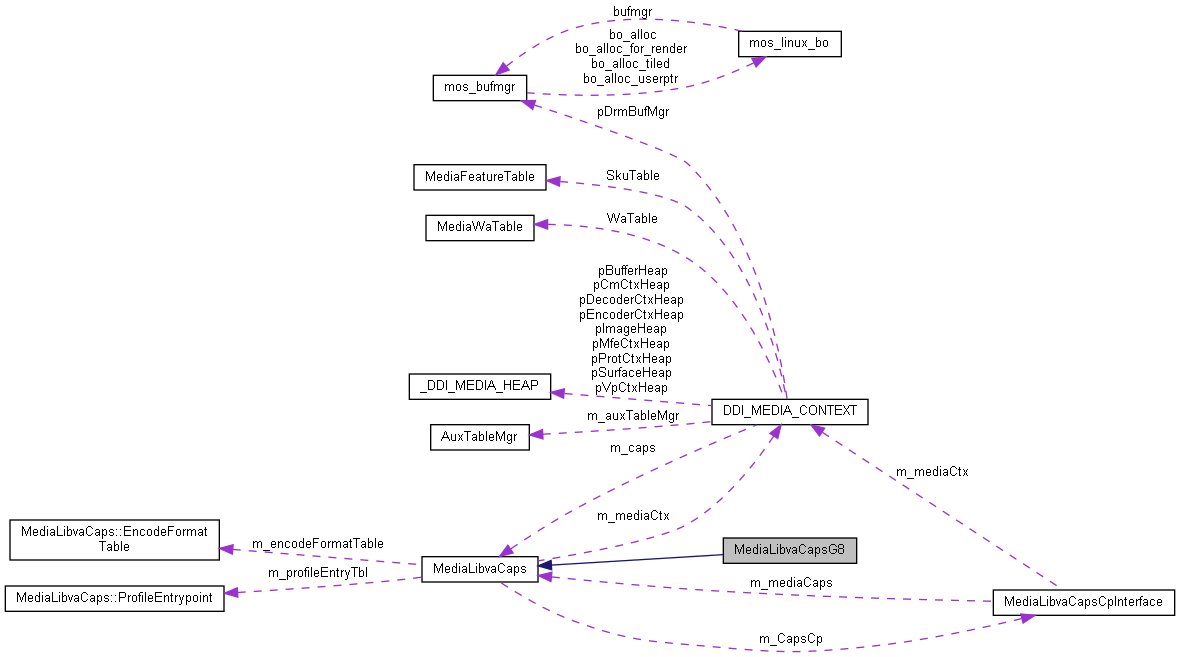 bufmgr
bo_alloc
bo_alloc_for_render
bo_alloc_tiled
bo_alloc_userptr
mos_linux_bo
mos_bufmgr
pDrmBufMgr
MediaFeatureTable
SkuTable
MediaWaTable
WaTable
pBufferHeap
pCmCtxHeap
pDecoderCtxHeap
pEncoderCtxHeap
pImageHeap
pMfeCtxHeap
pProtCtxHeap
pSurfaceHeap
pVpCtxHeap
_DDI_MEDIA_HEAP
DDI_MEDIA_CONTEXT
m_auxTableMgr
AuxTableMgr
m_caps
m_mediaCtx
m_mediaCtx
MediaLibvaCaps::EncodeFormat
Table
m_encodeFormatTable
MediaLibvaCapsG8
MediaLibvaCaps
m_profileEntryTbl
MediaLibvaCaps::ProfileEntrypoint
m_mediaCaps
MediaLibvaCapsCpInterface
m_CapsCp